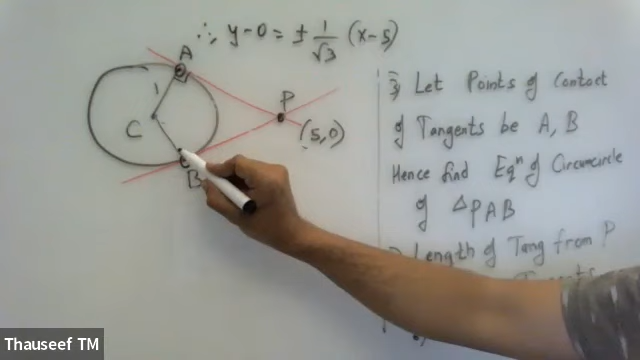 ∴ y-0 = ± 1/√3 (x-5)
A
1
P
C
(5,0)
B
Let Points of Contact
of Tangents be A, B
Hence find Eqⁿ of Circumcircle
of ΔPAB
Length of Tang from P
Thauseef TM